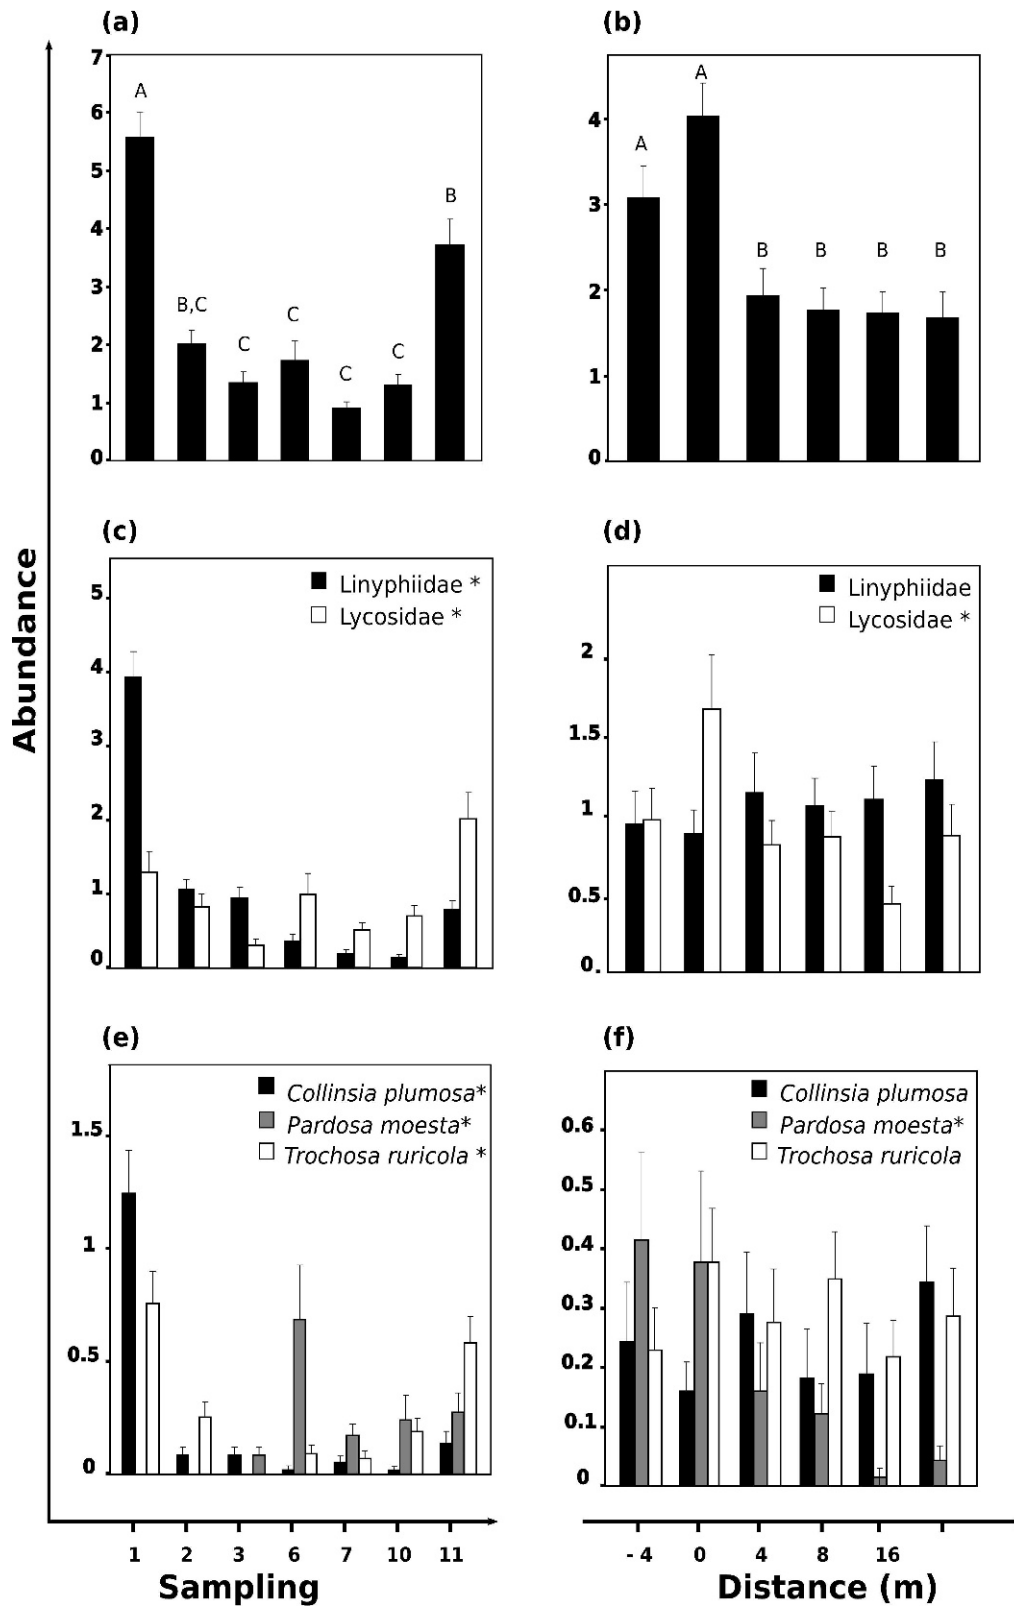 (a)
7
6
5
4
3
2
1
0
A
B,C
C
C
C
C
B
(b)
4
3
2
1
0
A
A
B
B
B
B
Abundance
(c)
5
4
3
2
1
0
Linyphiidae *
Lycosidae *
(d)
2
1.5
1
0.5
0.
Linyphiidae
Lycosidae *
(e)
1.5
1
0.5
0
Collinsia plumosa*
Pardosa moesta*
Trochosa ruricola *
(f)
0.6
0.5
0.4
0.3
0.2
0.1
0
Collinsia plumosa
Pardosa moesta*
Trochosa ruricola
1 2 3 6 7 10 11
Sampling
- 4 0 4 8 16
Distance (m)